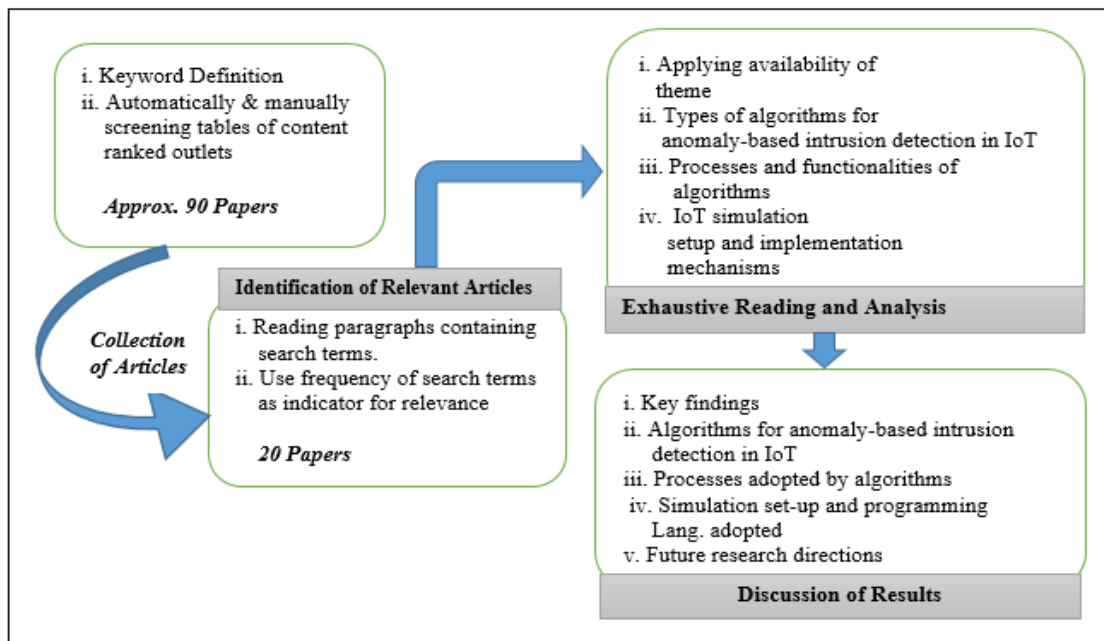 i. Keyword Definition
ii. Automatically & manually
screening tables of content
ranked outlets
Approx. 90 Papers
Collection
of Articles
Identification of Relevant Articles
i. Reading paragraphs containing
search terms.
ii. Use frequency of search terms
as indicator for relevance
20 Papers
i. Applying availability of
theme
ii. Types of algorithms for
anomaly-based intrusion detection in IoT
iii. Processes and functionalities of
algorithms
iv. IoT simulation
setup and implementation
mechanisms
Exhaustive Reading and Analysis
i. Key findings
ii. Algorithms for anomaly-based intrusion
detection in IoT
iii. Processes adopted by algorithms
iv. Simulation set-up and programming
Lang. adopted
v. Future research directions
Discussion of Results